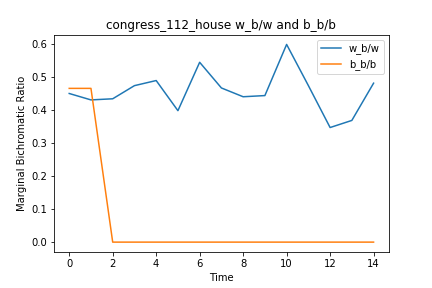 congress_112_house w_b/w and b_b/b
w_b/w
b_b/b
Marginal Bichromatic Ratio
0.6
0.5
0.4
0.3
0.2
0.1
0.0
0 2 4 6 8 10 12 14
Time